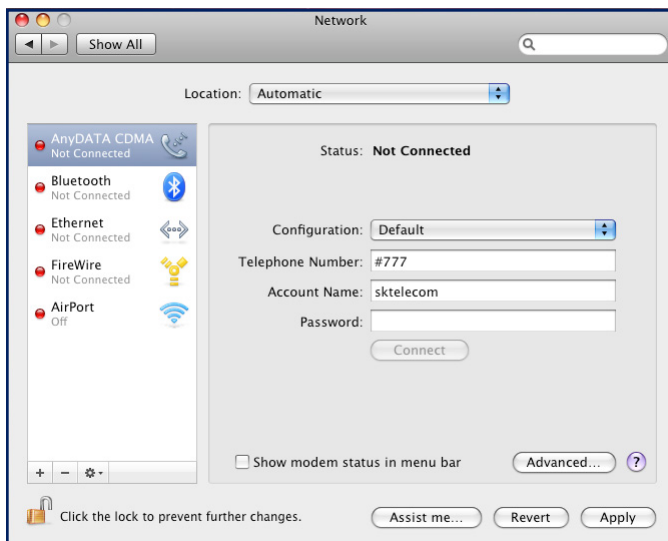 Network
Show All
Location: Automatic
AnyDATA CDMA
Not Connected
Bluetooth
Not Connected
Ethernet
Not Connected
FireWire
Not Connected
AirPort
Off
Status: Not Connected
Configuration: Default
Telephone Number: #777
Account Name: sktelecom
Password:
Connect
Show modem status in menu bar
Advanced... ?
+ −
Click the lock to prevent further changes.
Assist me... Revert Apply